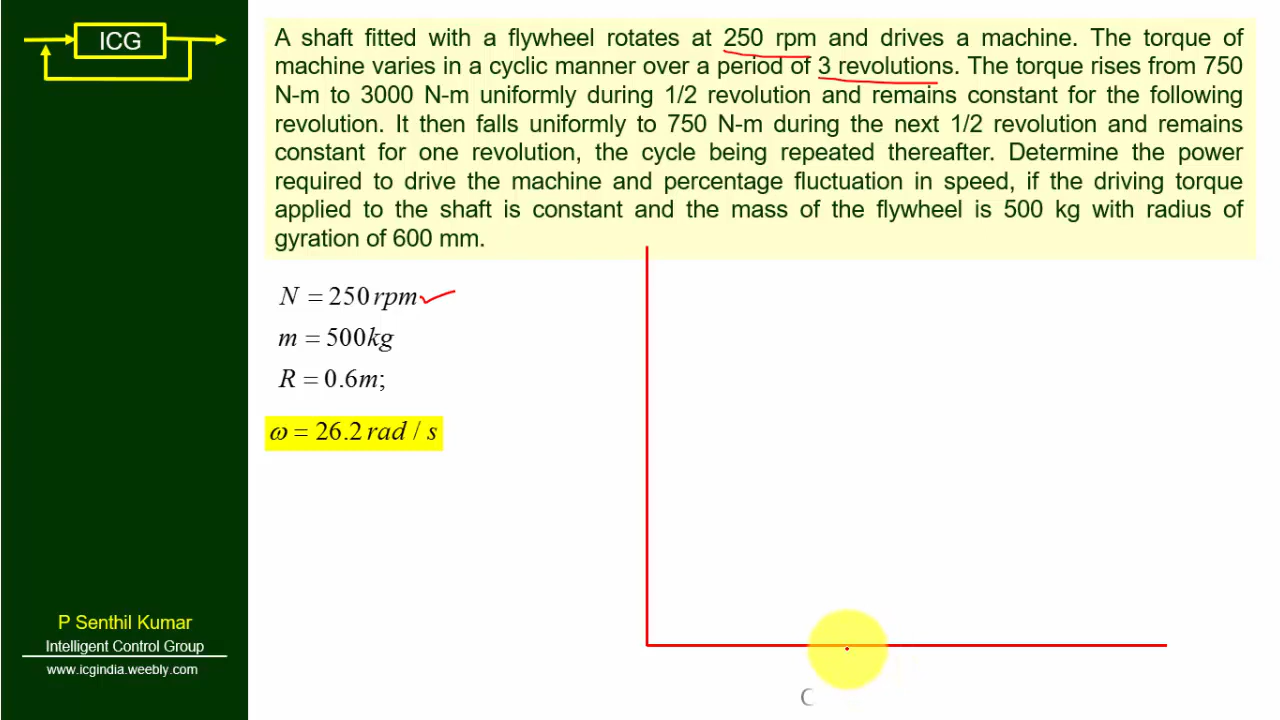 ICG
A shaft fitted with a flywheel rotates at 250 rpm and drives a machine. The torque of
machine varies in a cyclic manner over a period of 3 revolutions. The torque rises from 750
N-m to 3000 N-m uniformly during 1/2 revolution and remains constant for the following
revolution. It then falls uniformly to 750 N-m during the next 1/2 revolution and remains
constant for one revolution, the cycle being repeated thereafter. Determine the power
required to drive the machine and percentage fluctuation in speed, if the driving torque
applied to the shaft is constant and the mass of the flywheel is 500 kg with radius of
gyration of 600 mm.
N = 250 rpm
m = 500kg
R = 0.6m;
ω = 26.2 rad / s
P Senthil Kumar
Intelligent Control Group
www.icgindia.weebly.com